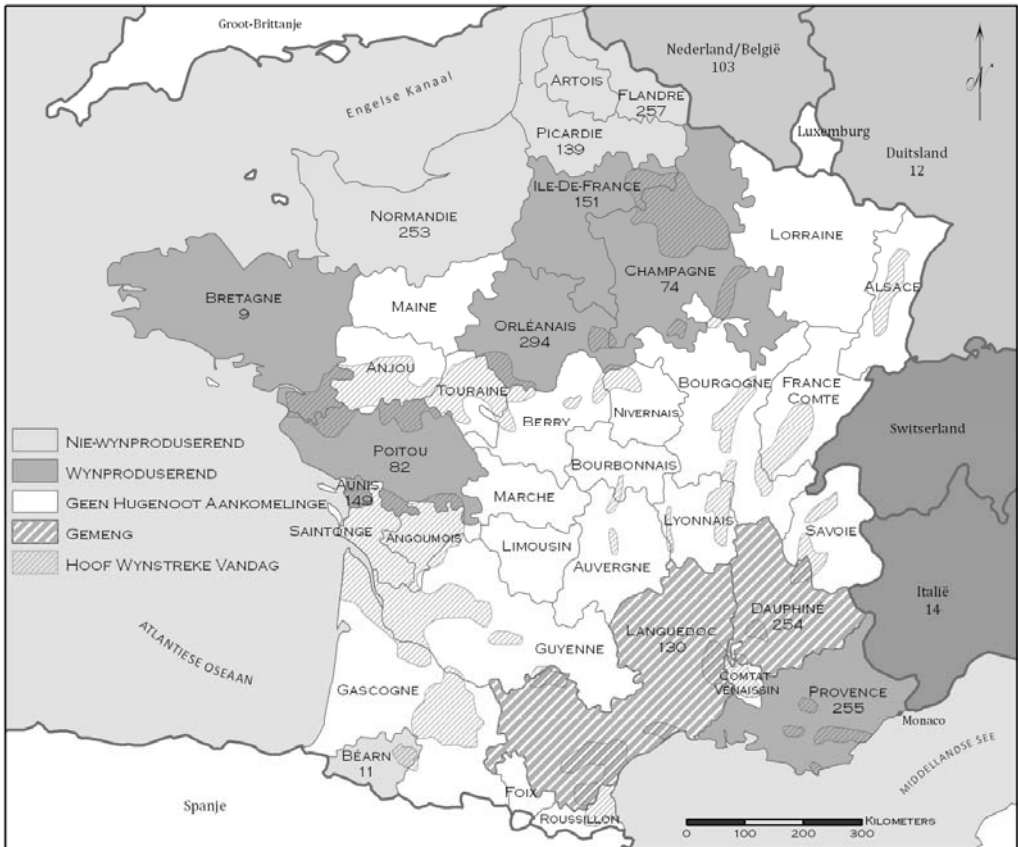 Groot-Brittanje
Nederland/België
103
Engelse Kanaal
ARTOIS
FLANDRE
257
Luxemburg
PICARDIE
139
Duitsland
12
ILE-DE-FRANCE
151
NORMANDIE
253
LORRAINE
CHAMPAGNE
74
ALSACE
BRETAGNE
9
MAINE
ORLÉANAIS
294
ANJOU
TOURAINE
BOURGOGNE
FRANCE
COMTE
BERRY
NIVERNAIS
Switserland
NIE-WYNPRODUSEREND
WYNPRODUSEREND
GEEN HUGENOOT AANKOMELINGE
GEMENG
HOOF WYNSTREKE VANDAG
POITOU
82
BOURBONNAIS
AUNIS
149
MARCHE
SAINTONGE
ANGOUMOIS
LYONNAIS
SAVOIE
LIMOUSIN
AUVERGNE
Italië
14
DAUPHINÉ
254
LANGUEDOC
130
ATLANTIESE OSEAAN
GUYENNE
COMTAT
VENAISSIN
GASCOGNE
PROVENCE
255
Monaco
MIDDELLANDSE SEE
BÉARN
11
FOIX
Spanje
ROUSSILLON
KILOMETERS
0 100 200 300
N